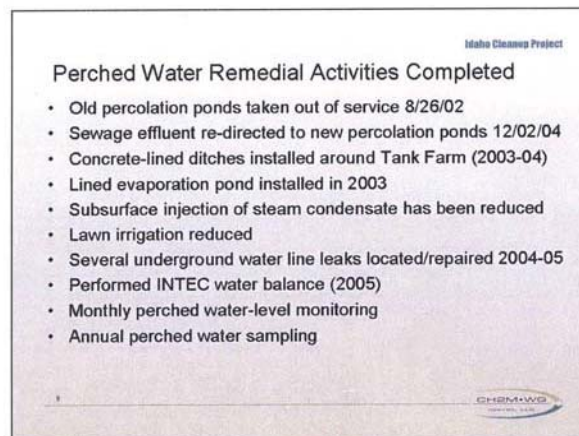 Idaho Cleanup Project
Perched Water Remedial Activities Completed
• Old percolation ponds taken out of service 8/26/02
• Sewage effluent re-directed to new percolation ponds 12/02/04
• Concrete-lined ditches installed around Tank Farm (2003-04)
• Lined evaporation pond installed in 2003
• Subsurface injection of steam condensate has been reduced
• Lawn irrigation reduced
• Several underground water line leaks located/repaired 2004-05
• Performed INTEC water balance (2005)
• Monthly perched water-level monitoring
• Annual perched water sampling
CH2M•WG